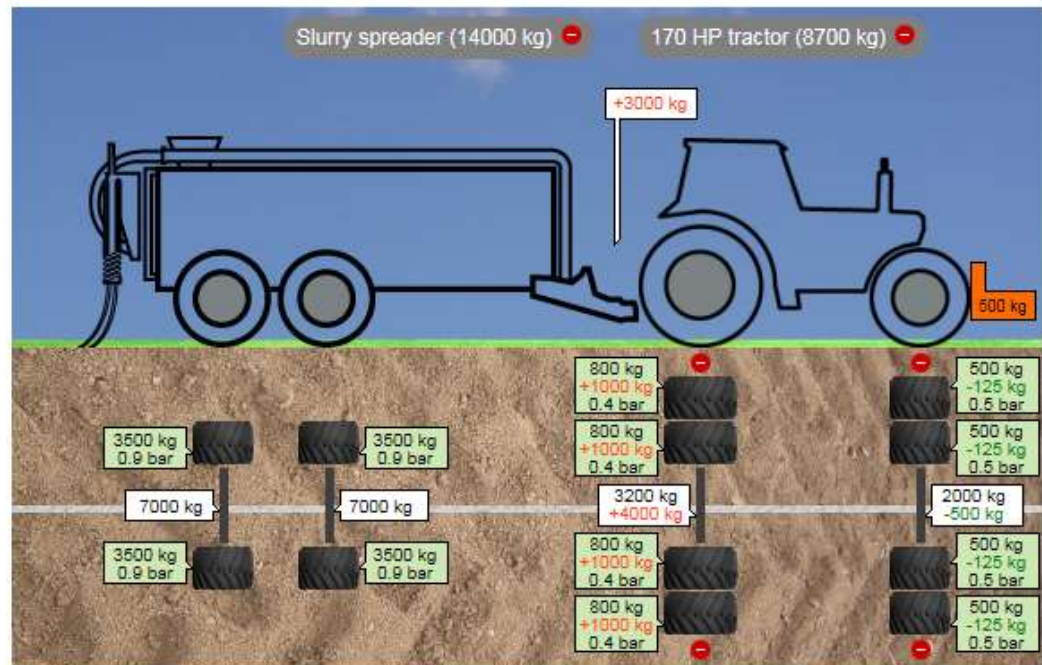 Slurry spreader (14000 kg)
170 HP tractor (8700 kg)
+3000 kg
500 kg
800 kg
+1000 kg
0.4 bar
500 kg
-125 kg
0.5 bar
3500 kg
0.9 bar
3500 kg
0.9 bar
800 kg
+1000 kg
0.4 bar
500 kg
-125 kg
0.5 bar
7000 kg
7000 kg
3200 kg
+4000 kg
2000 kg
-500 kg
3500 kg
0.9 bar
3500 kg
0.9 bar
800 kg
+1000 kg
0.4 bar
500 kg
-125 kg
0.5 bar
800 kg
+1000 kg
0.4 bar
500 kg
-125 kg
0.5 bar